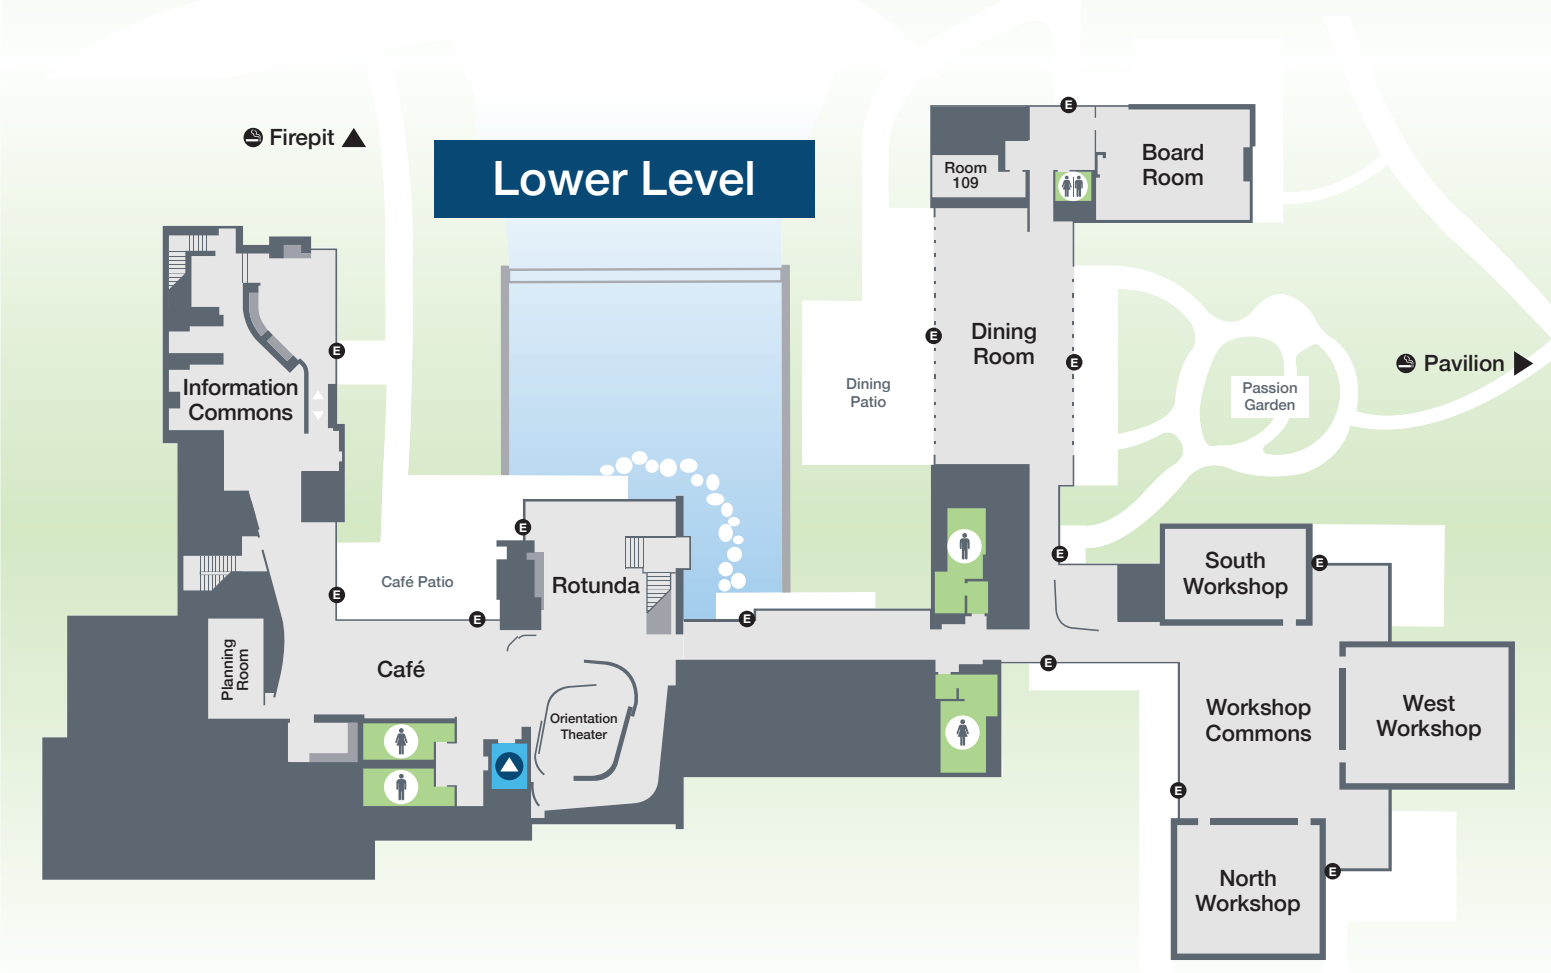 Lower Level
Firepit
E
Room
109
Board
Room
Information
Commons
E
E
Dining
Room
E
Dining
Patio
Passion
Garden
Pavilion
E
Café Patio
E
E
Rotunda
E
E
South
Workshop
E
Planning
Room
Café
Orientation
Theater
E
Workshop
Commons
West
Workshop
E
North
Workshop
E